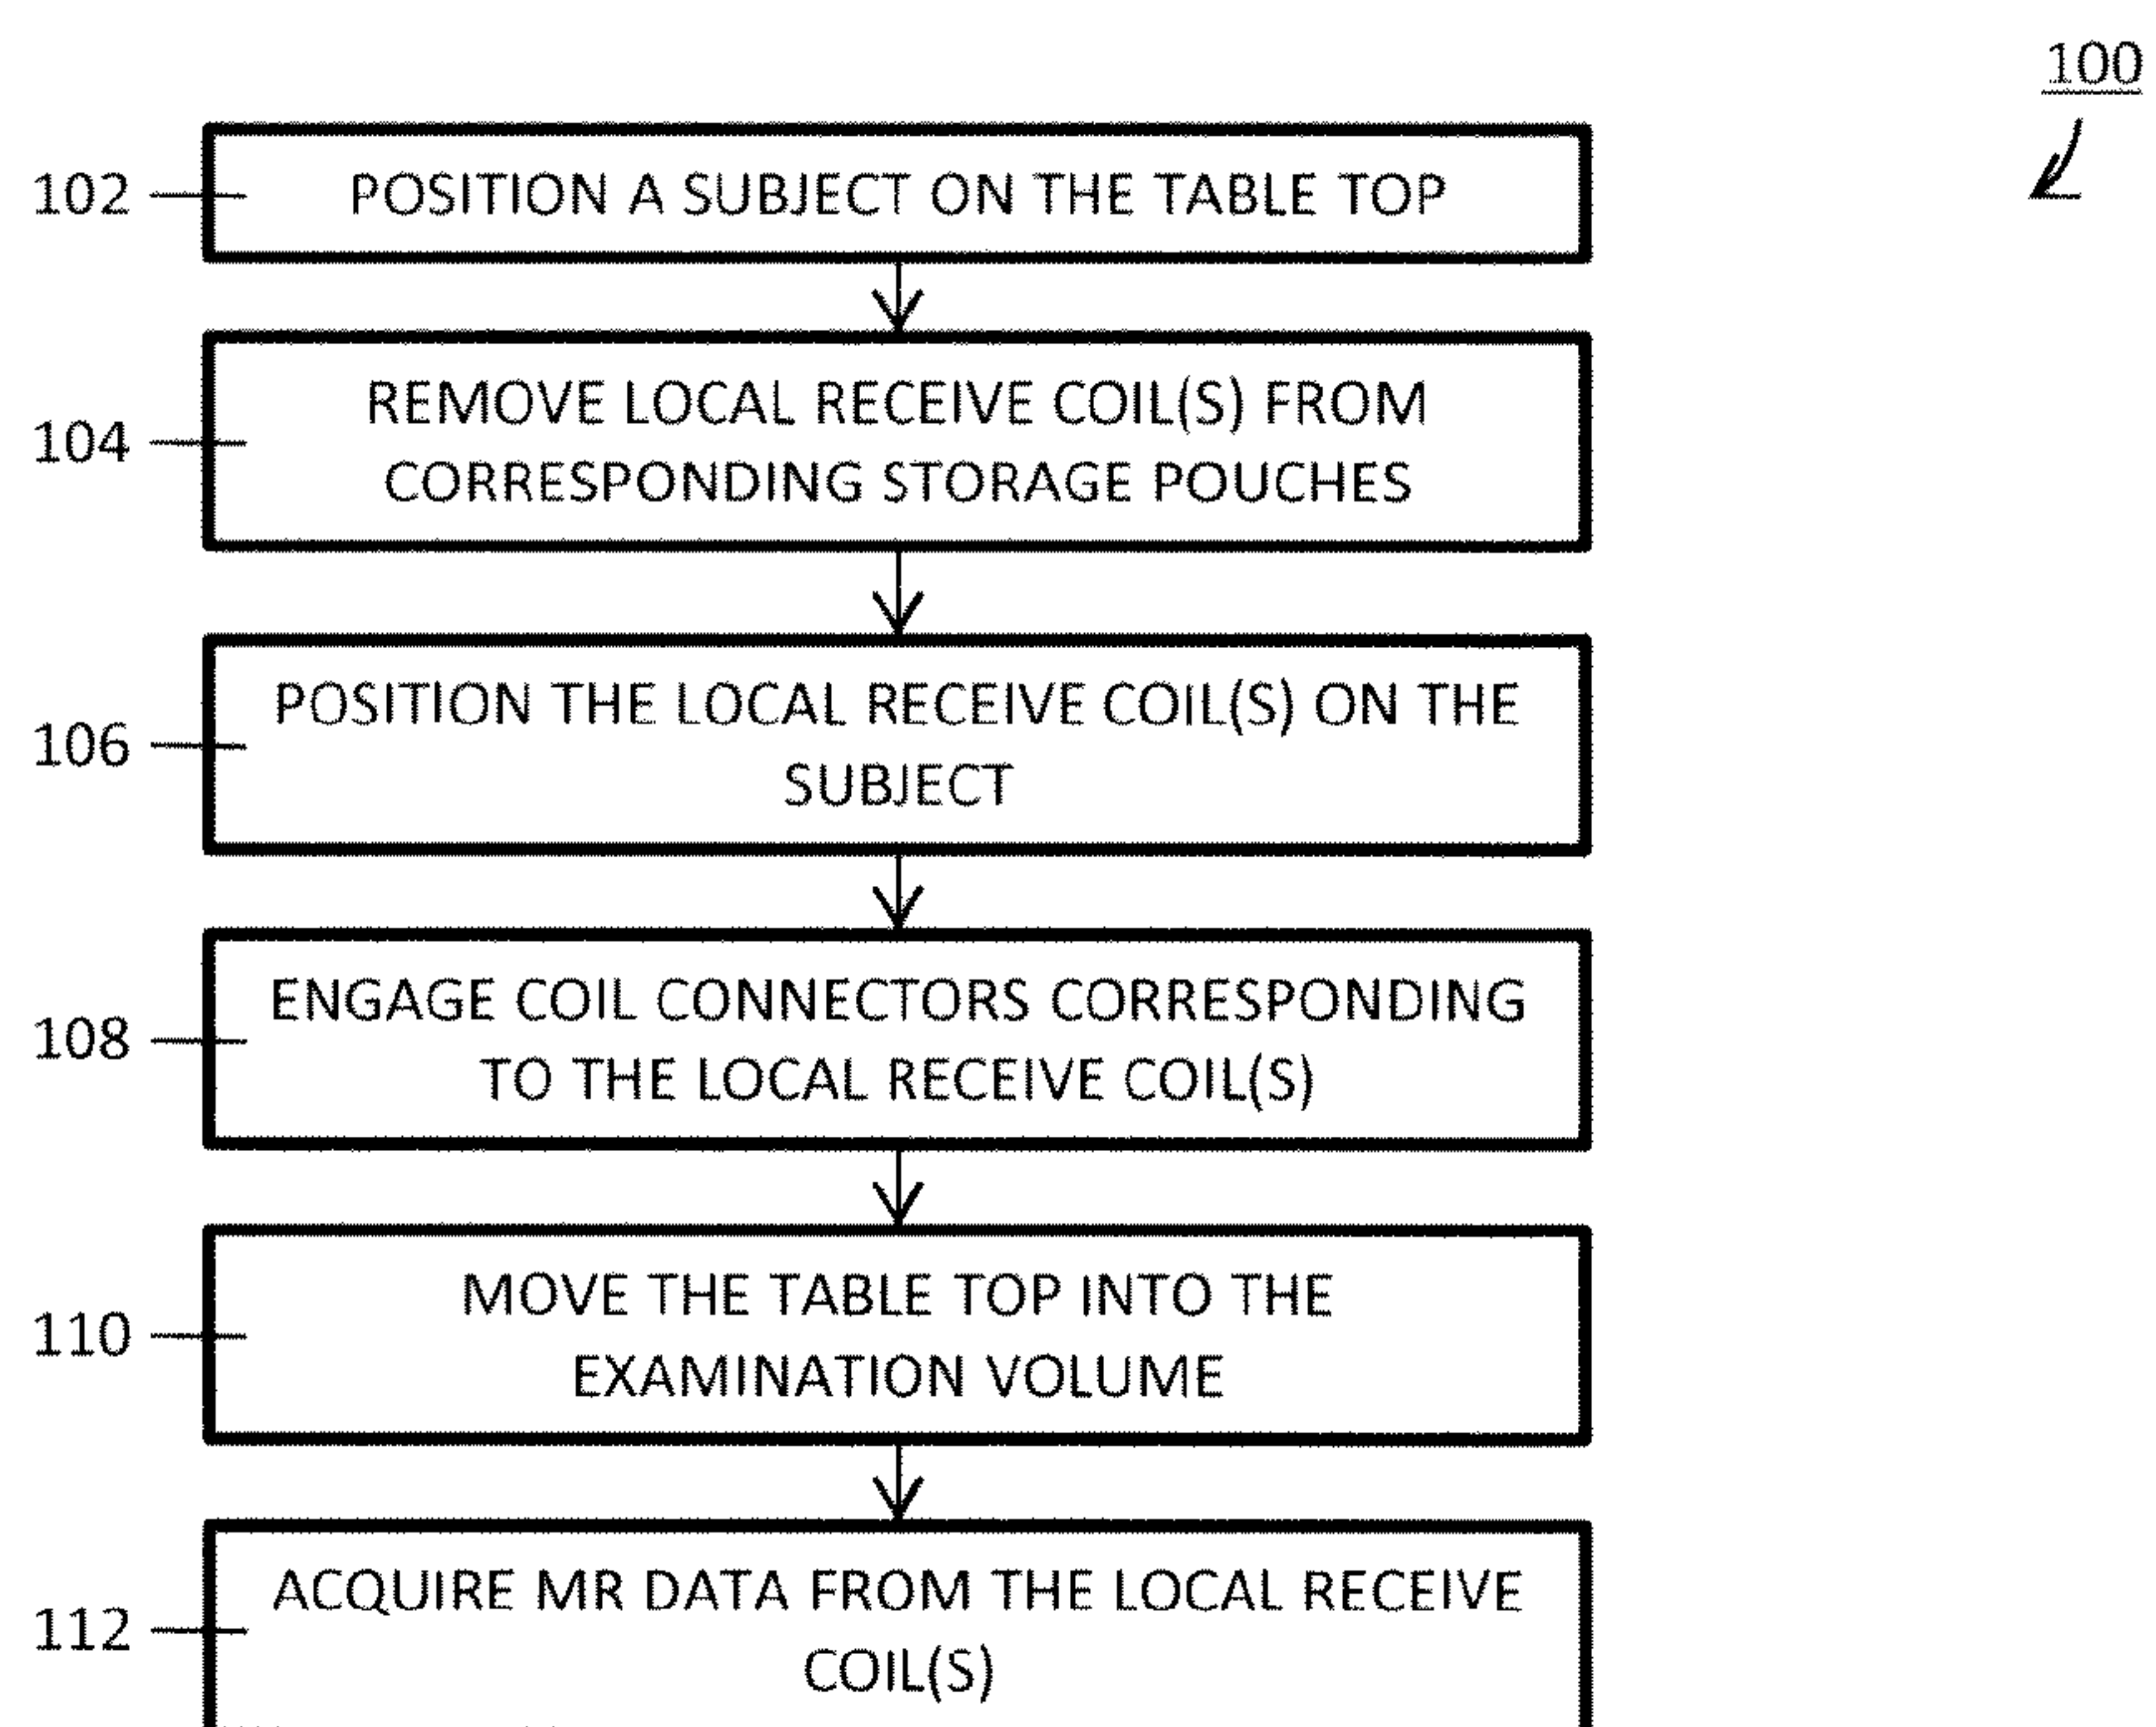 100
102 POSITION A SUBJECT ON THE TABLE TOP
REMOVE LOCAL RECEIVE COIL(S) FROM
104
CORRESPONDING STORAGE POUCHES
POSITION THE LOCAL RECEIVE COIL(S) ON THE
106
SUBJECT
ENGAGE COIL CONNECTORS CORRESPONDING
108
TO THE LOCAL RECEIVE COIL(S)
MOVE THE TABLE TOP INTO THE
110
EXAMINATION VOLUME
ACQUIRE MR DATA FROM THE LOCAL RECEIVE
112
COIL(S)